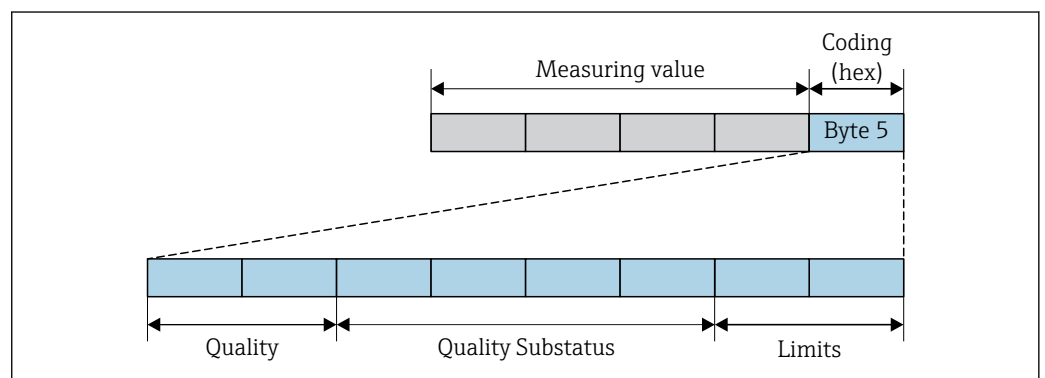 Coding
(hex)
Measuring value
Byte 5
Quality
Quality Substatus
Limits